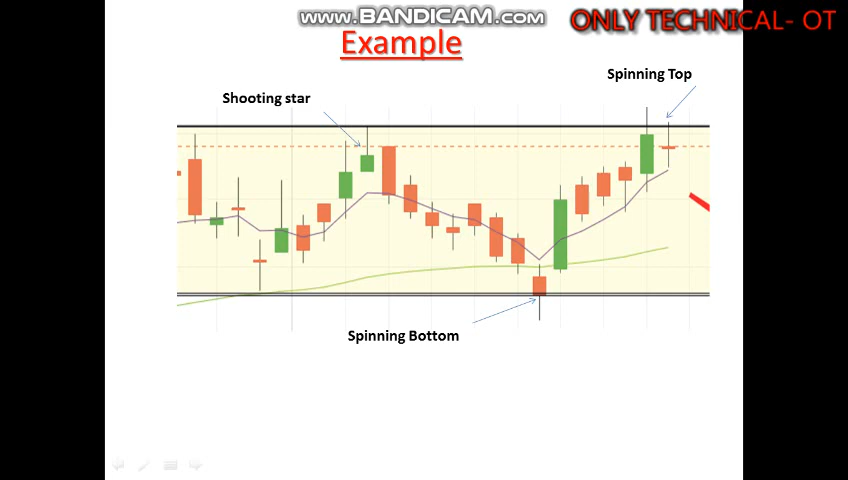 www.BANDICAM.com
ONLY TECHNICAL- OT
Example
Spinning Top
Shooting star
Spinning Bottom